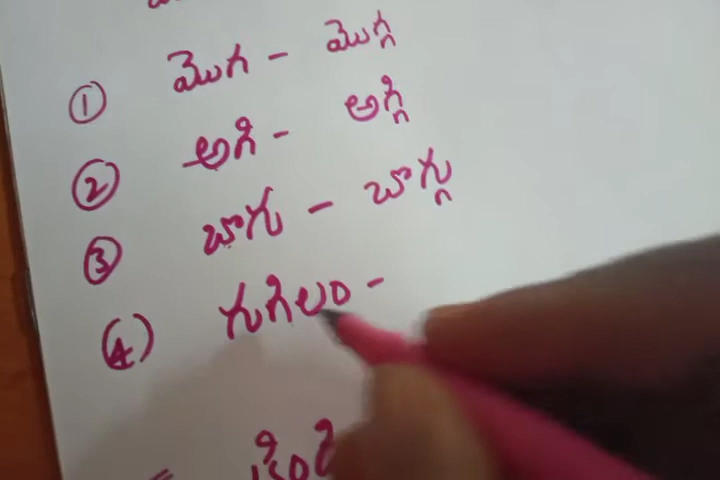 ① మొగ - మొగ్గ
② అగి - అగ్గి
③ బాగు - బాగ్గు
④ గుగిలం -